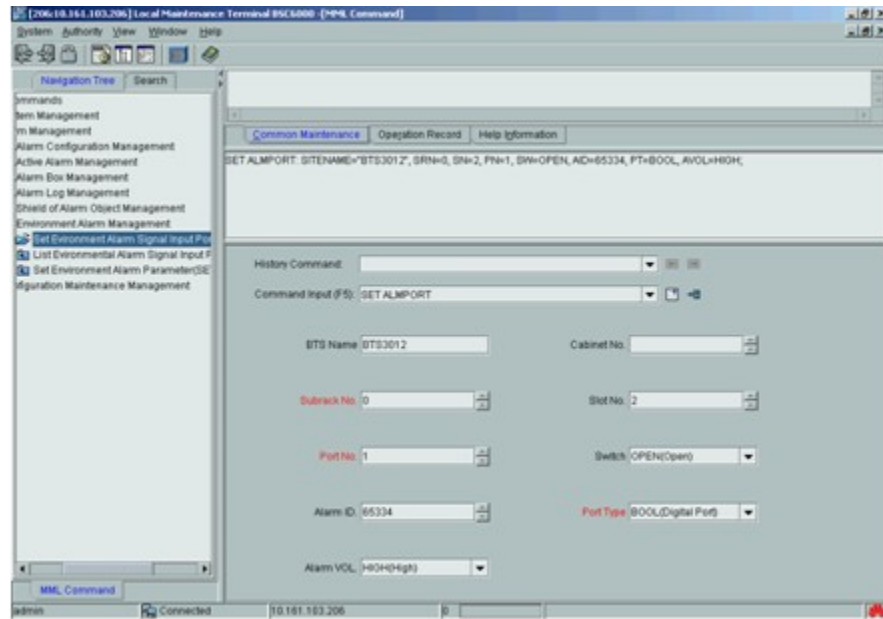 [206:10.161.103.206] Local Maintenance Terminal BSC6000 -[MML Command]
System Authority View Window Help
Navigation Tree Search
ommands
tem Management
m Management
Alarm Configuration Management
Active Alarm Management
Alarm Box Management
Alarm Log Management
Shield of Alarm Object Management
Environment Alarm Management
Set Evironment Alarm Signal Input Por
List Evironmental Alarm Signal Input P
Set Environment Alarm Parameter(SE
nfiguration Maintenance Management
MML Command
Common Maintenance Operation Record Help Information
SET ALMPORT: SITENAME="BTS3012", SRN=0, SN=2, PN=1, SW=OPEN, AID=65334, PT=BOOL, AVOL=HIGH;
History Command:
Command Input (F5): SET ALMPORT
BTS Name BTS3012 Cabinet No.
Subrack No. 0 Slot No. 2
Port No. 1 Switch OPEN(Open)
Alarm ID 65334 Port Type BOOL(Digital Port)
Alarm VOL. HIGH(High)
admin Connected 10.161.103.206 0